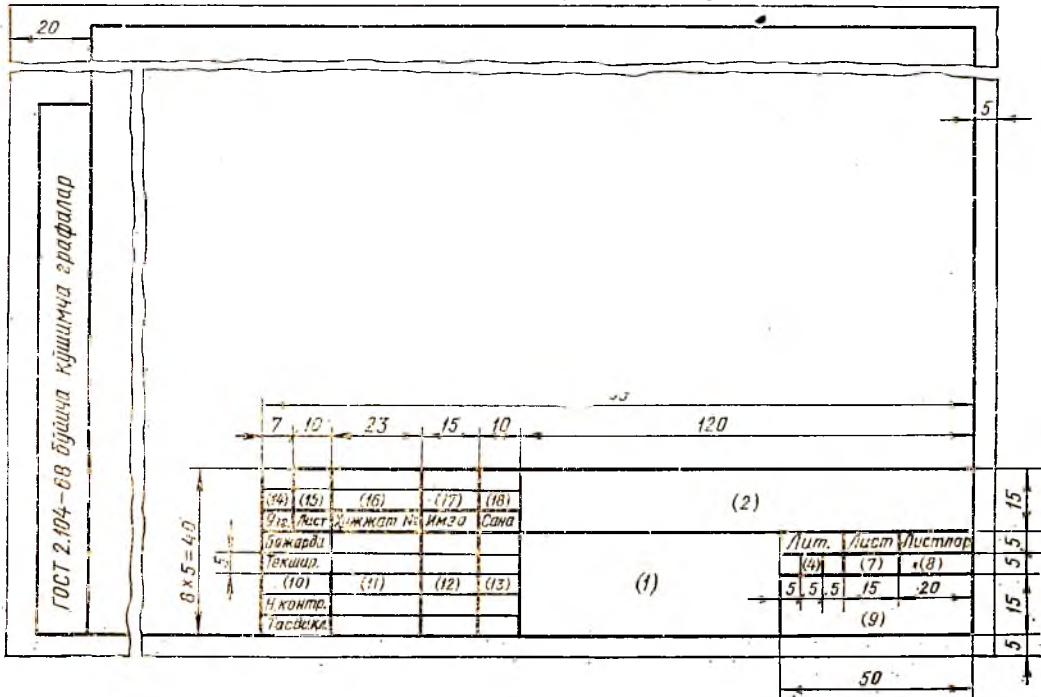 20
5
ГОСТ 2.104-68 бўйича қўшимча графалар
7 10 23 15 10 120
(14) (15) (16) (17) (18)
(2)
15
Ўзг. Лист Ҳужжат № Имзо Сана
Бажарди
Лит. Лист Листлар
5
Текшир.
(4) (7) (8)
5
8×5=40
5
(10) (11) (12) (13)
(1)
5 5 5 15 20
15
Н.контр.
(9)
Тасдиқл.
5
50